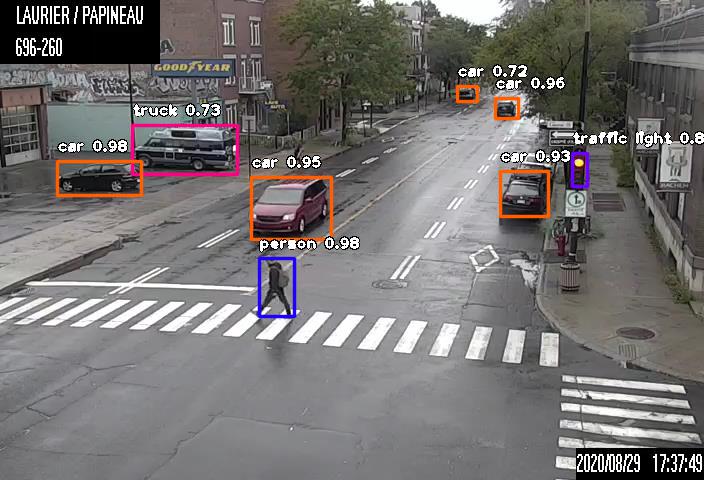 LAURIER / PAPINEAU
696-260
GOODYEAR
car 0.72
car 0.96
truck 0.73
traffic light 0.8
car 0.98
car 0.95
car 0.93
person 0.98
2020/08/29 17:37:49